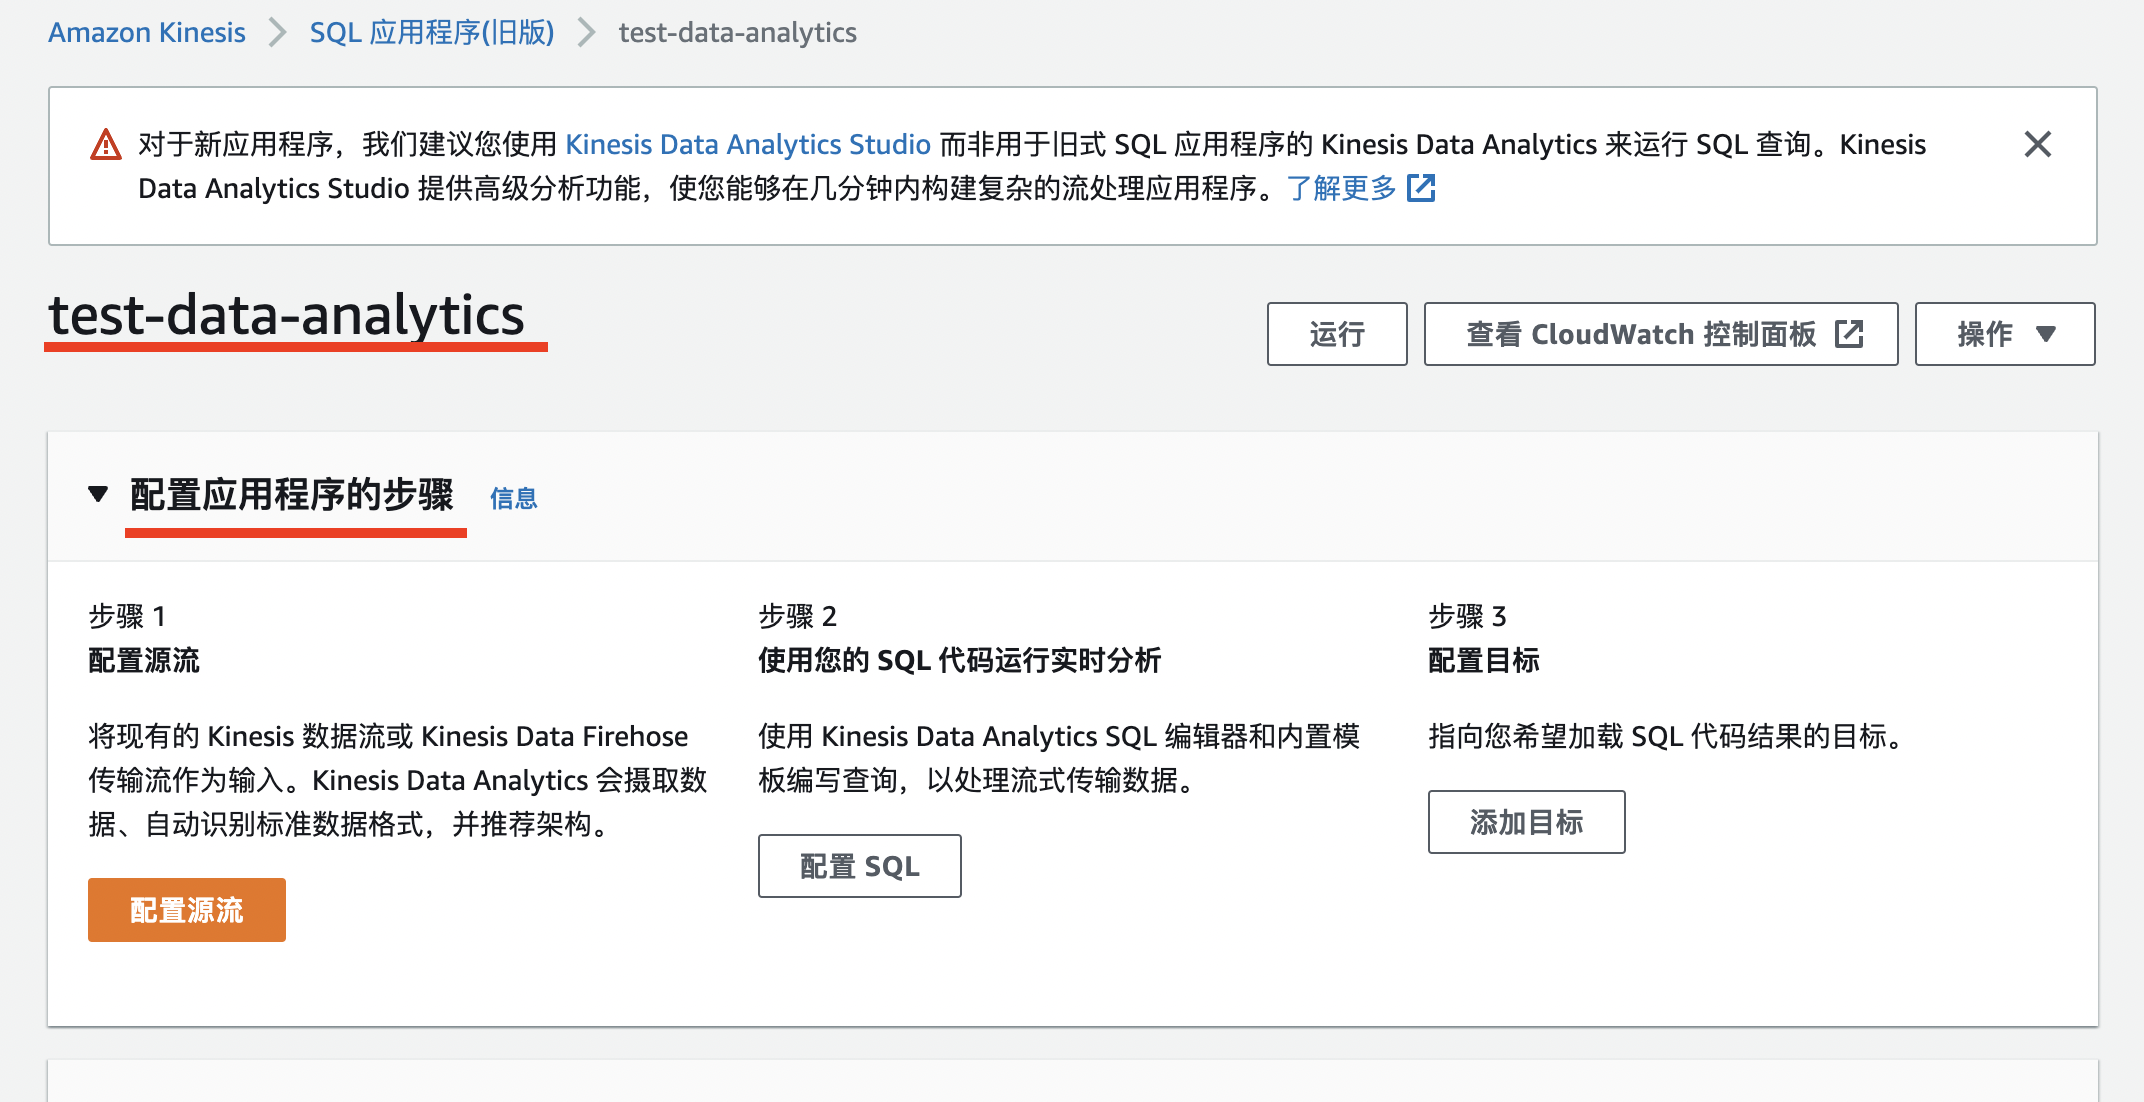 Amazon Kinesis > SQL 应用程序(旧版) > test-data-analytics
对于新应用程序，我们建议您使用 Kinesis Data Analytics Studio 而非用于旧式 SQL 应用程序的 Kinesis Data Analytics 来运行 SQL 查询。Kinesis
Data Analytics Studio 提供高级分析功能，使您能够在几分钟内构建复杂的流处理应用程序。了解更多
test-data-analytics
运行
查看 CloudWatch 控制面板
操作
配置应用程序的步骤 信息
步骤 1
配置源流
将现有的 Kinesis 数据流或 Kinesis Data Firehose
传输流作为输入。Kinesis Data Analytics 会摄取数
据、自动识别标准数据格式，并推荐架构。
配置源流
步骤 2
使用您的 SQL 代码运行实时分析
使用 Kinesis Data Analytics SQL 编辑器和内置模
板编写查询，以处理流式传输数据。
配置 SQL
步骤 3
配置目标
指向您希望加载 SQL 代码结果的目标。
添加目标